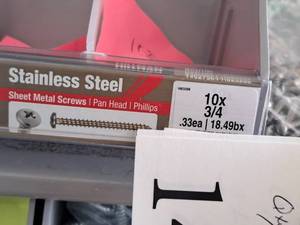 Stainless Steel
Sheet Metal Screws | Pan Head | Phillips
10x
3/4
.33ea | 18.49bx